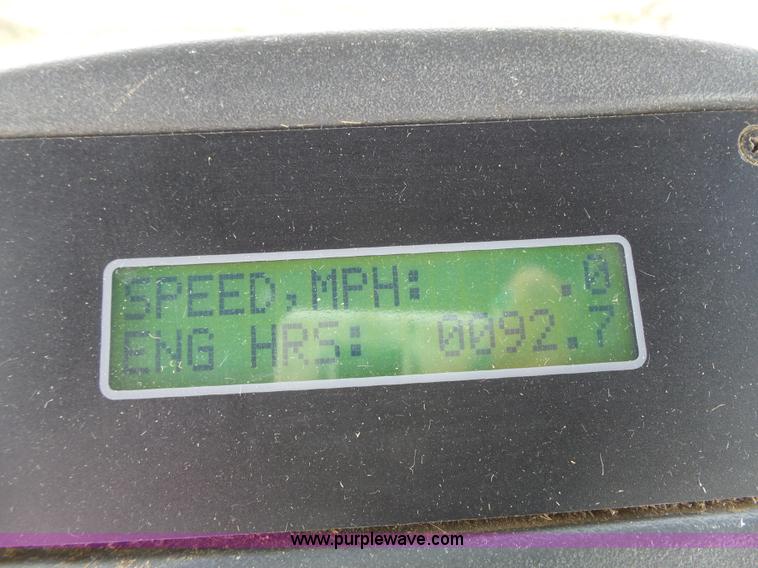 SPEED,MPH: .0
ENG HRS: 0092.7
www.purplewave.com